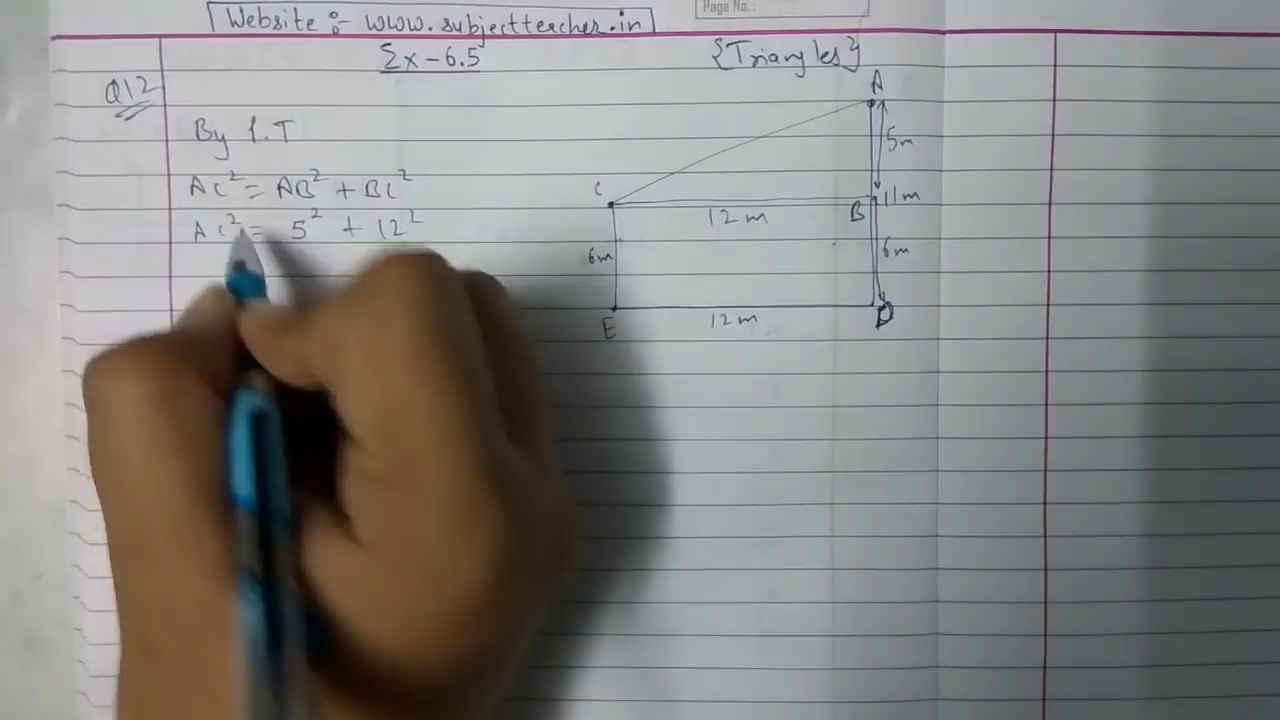 Page No.:
Website :- www.subjectteacher.in
Ex-6.5
{Triangles}
Q12
By P.T
AC² = AB² + BC²
AC² = 5² + 12²
A
5m
C
11m
12 m
B
6m
6m
E
12 m
D